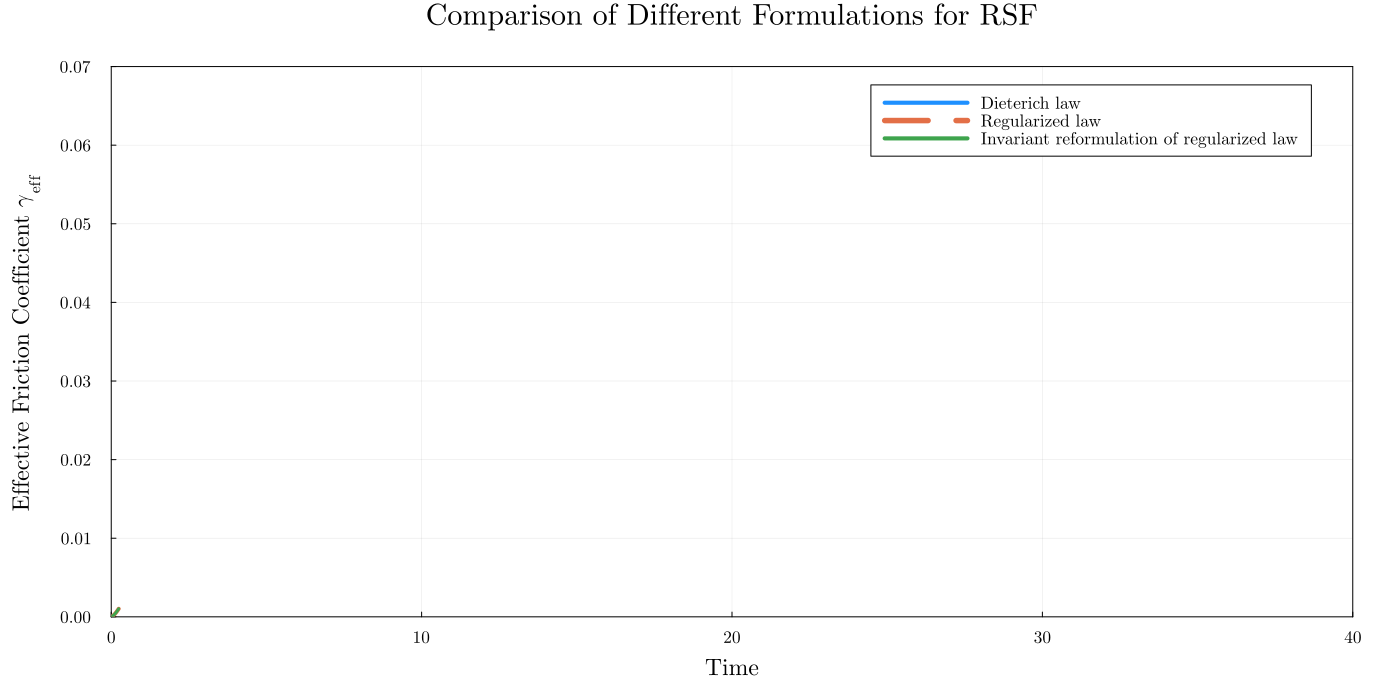 Comparison of Different Formulations for RSF
0.07
0.06
0.05
0.04
0.03
0.02
0.01
0.00
Effective Friction Coefficient γeff
Dieterich law
Regularized law
Invariant reformulation of regularized law
0 10 20 30 40
Time